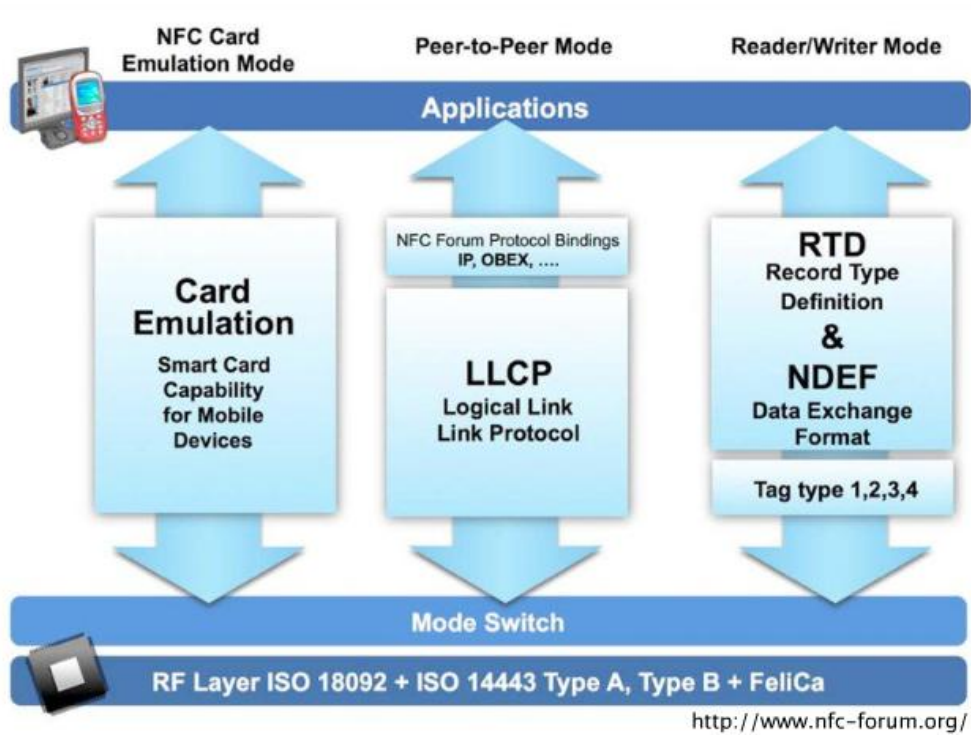 NFC Card
Emulation Mode
Peer-to-Peer Mode
Reader/Writer Mode
Applications
Card
Emulation
Smart Card
Capability
for Mobile
Devices
NFC Forum Protocol Bindings
IP, OBEX, ....
LLCP
Logical Link
Link Protocol
RTD
Record Type
Definition
&
NDEF
Data Exchange
Format
Tag type 1,2,3,4
Mode Switch
RF Layer ISO 18092 + ISO 14443 Type A, Type B + FeliCa
http://www.nfc-forum.org/